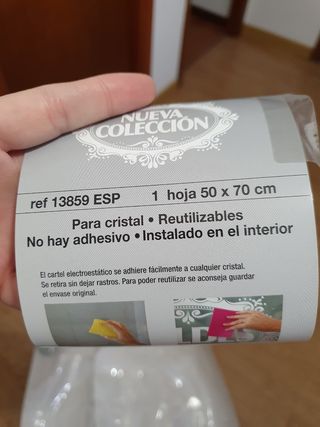 NUEVA
COLECCIÓN
ref 13859 ESP 1 hoja 50 x 70 cm
Para cristal • Reutilizables
No hay adhesivo • Instalado en el interior
El cartel electroestático se adhiere fácilmente a cualquier cristal.
Se retira sin dejar rastros. Para poder reutilizar se aconseja guardar
el envase original.